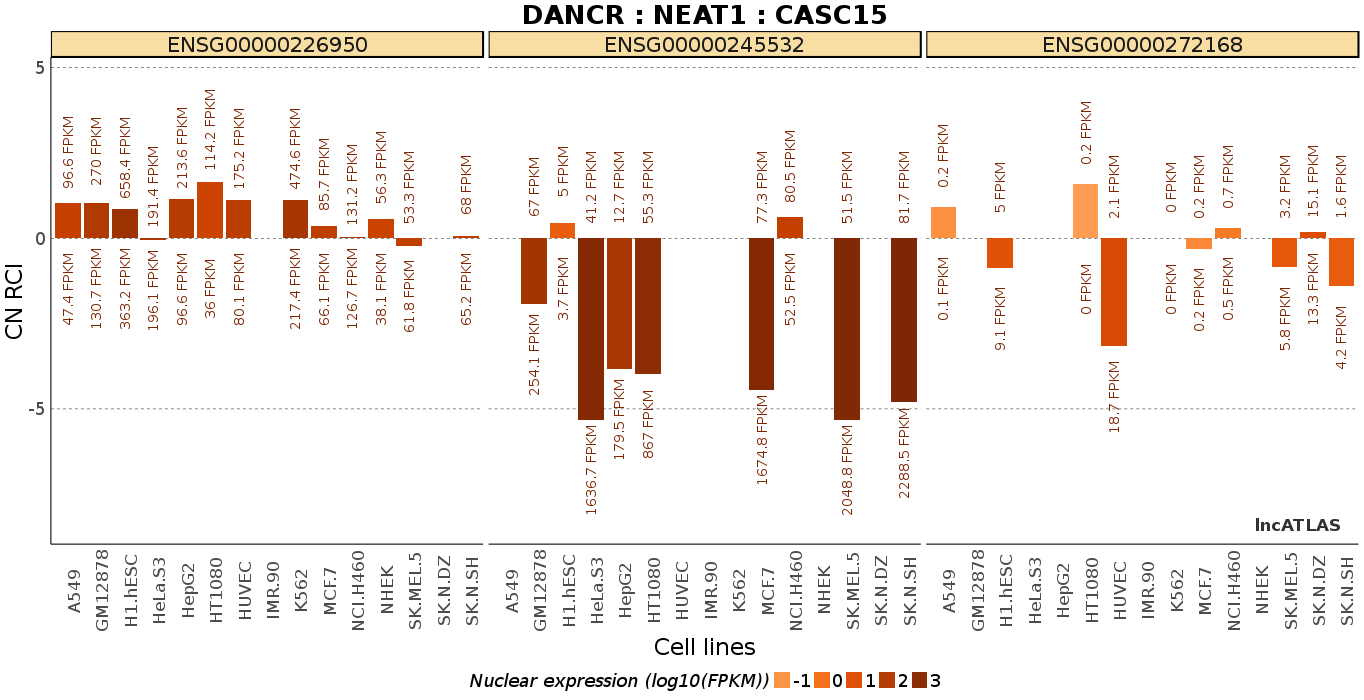 DANCR : NEAT1 : CASC15
ENSG00000226950
ENSG00000245532
ENSG00000272168
CN RCI
5
0
-5
96.6 FPKM
270 FPKM
658.4 FPKM
191.4 FPKM
213.6 FPKM
114.2 FPKM
175.2 FPKM
474.6 FPKM
85.7 FPKM
131.2 FPKM
56.3 FPKM
53.3 FPKM
68 FPKM
47.4 FPKM
130.7 FPKM
363.2 FPKM
196.1 FPKM
96.6 FPKM
36 FPKM
80.1 FPKM
217.4 FPKM
66.1 FPKM
126.7 FPKM
38.1 FPKM
61.8 FPKM
65.2 FPKM
67 FPKM
5 FPKM
41.2 FPKM
12.7 FPKM
55.3 FPKM
77.3 FPKM
80.5 FPKM
51.5 FPKM
81.7 FPKM
254.1 FPKM
3.7 FPKM
1636.7 FPKM
179.5 FPKM
867 FPKM
1674.8 FPKM
52.5 FPKM
2048.8 FPKM
2288.5 FPKM
0.2 FPKM
5 FPKM
0.2 FPKM
2.1 FPKM
0 FPKM
0.2 FPKM
0.7 FPKM
3.2 FPKM
15.1 FPKM
1.6 FPKM
0.1 FPKM
9.1 FPKM
0 FPKM
18.7 FPKM
0 FPKM
0.2 FPKM
0.5 FPKM
5.8 FPKM
13.3 FPKM
4.2 FPKM
lncATLAS
A549
GM12878
H1.hESC
HeLa.S3
HepG2
HT1080
HUVEC
IMR.90
K562
MCF.7
NCI.H460
NHEK
SK.MEL.5
SK.N.DZ
SK.N.SH
A549
GM12878
H1.hESC
HeLa.S3
HepG2
HT1080
HUVEC
IMR.90
K562
MCF.7
NCI.H460
NHEK
SK.MEL.5
SK.N.DZ
SK.N.SH
A549
GM12878
H1.hESC
HeLa.S3
HepG2
HT1080
HUVEC
IMR.90
K562
MCF.7
NCI.H460
NHEK
SK.MEL.5
SK.N.DZ
SK.N.SH
Cell lines
Nuclear expression (log10(FPKM)) -1 0 1 2 3